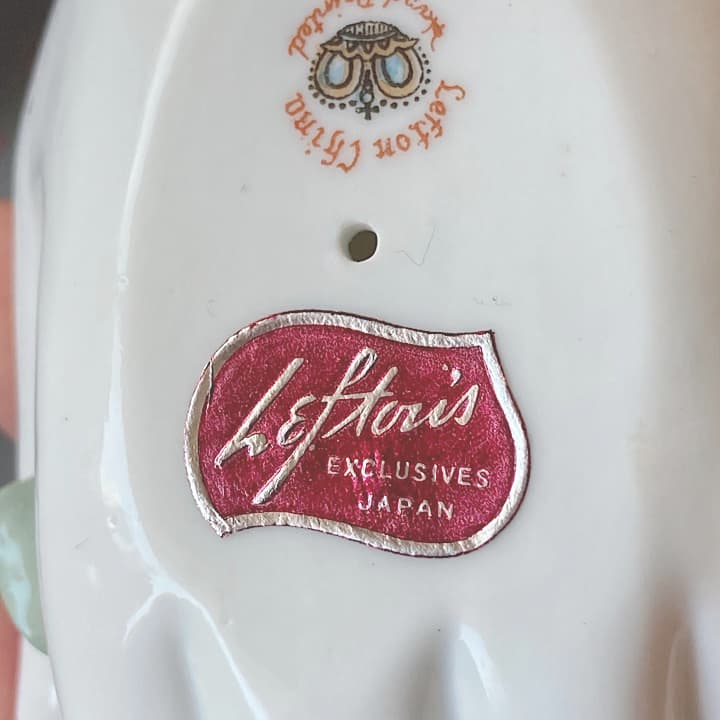 Lefton China
Hand Painted
Lefton's
EXCLUSIVES
JAPAN